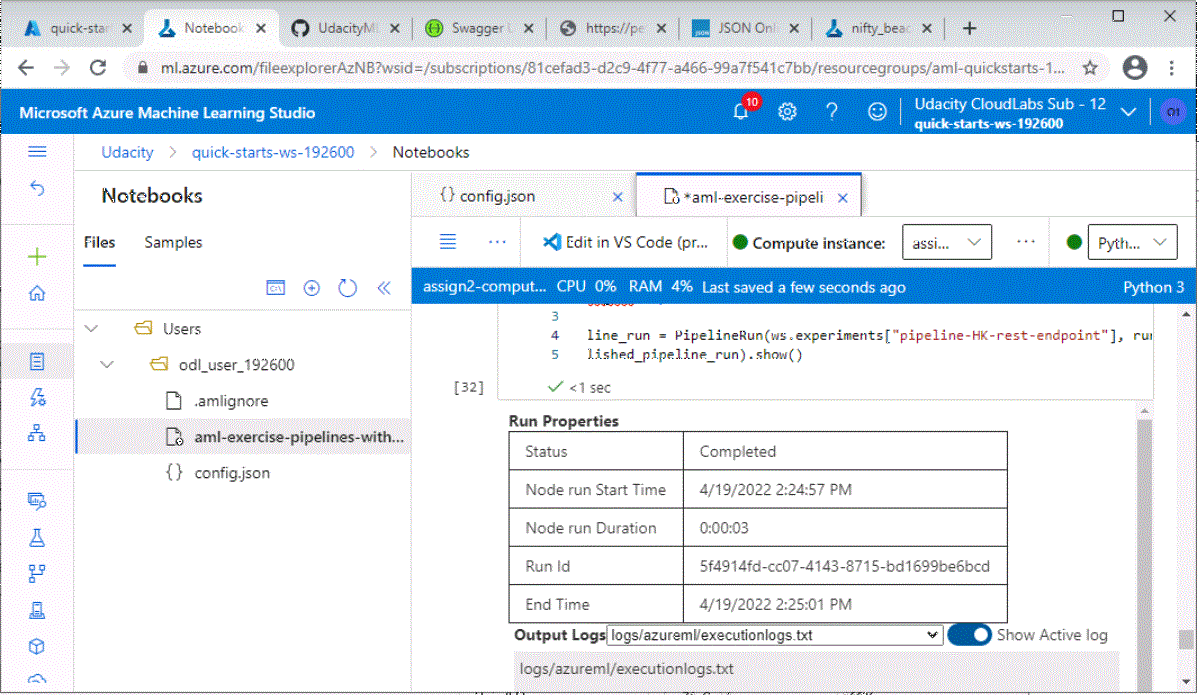 quick-star
Notebook
UdacityML
Swagger U
https://pe
JSON Onli
nifty_beac
ml.azure.com/fileexplorerAzNB?wsid=/subscriptions/81cefad3-d2c9-4f77-a466-99a7f541c7bb/resourcegroups/aml-quickstarts-1...
Microsoft Azure Machine Learning Studio
10
Udacity CloudLabs Sub - 12
quick-starts-ws-192600
Udacity > quick-starts-ws-192600 > Notebooks
Notebooks
{} config.json
*aml-exercise-pipeli
Files Samples
Edit in VS Code (pr...
Compute instance:
assi...
Pyth...
assign2-comput... CPU 0% RAM 4% Last saved a few seconds ago
Python 3
Users
odl_user_192600
.amlignore
aml-exercise-pipelines-with...
{} config.json
3
4 line_run = PipelineRun(ws.experiments["pipeline-HK-rest-endpoint"], run
5 lished_pipeline_run).show()
[32] <1 sec
Run Properties
Status Completed
Node run Start Time 4/19/2022 2:24:57 PM
Node run Duration 0:00:03
Run Id 5f4914fd-cc07-4143-8715-bd1699be6bcd
End Time 4/19/2022 2:25:01 PM
Output Logs logs/azureml/executionlogs.txt Show Active log
logs/azureml/executionlogs.txt